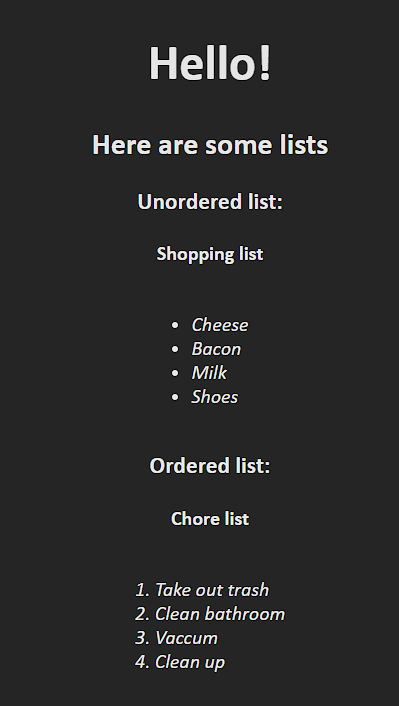 Hello!
Here are some lists
Unordered list:
Shopping list
• Cheese
• Bacon
• Milk
• Shoes
Ordered list:
Chore list
1. Take out trash
2. Clean bathroom
3. Vaccum
4. Clean up